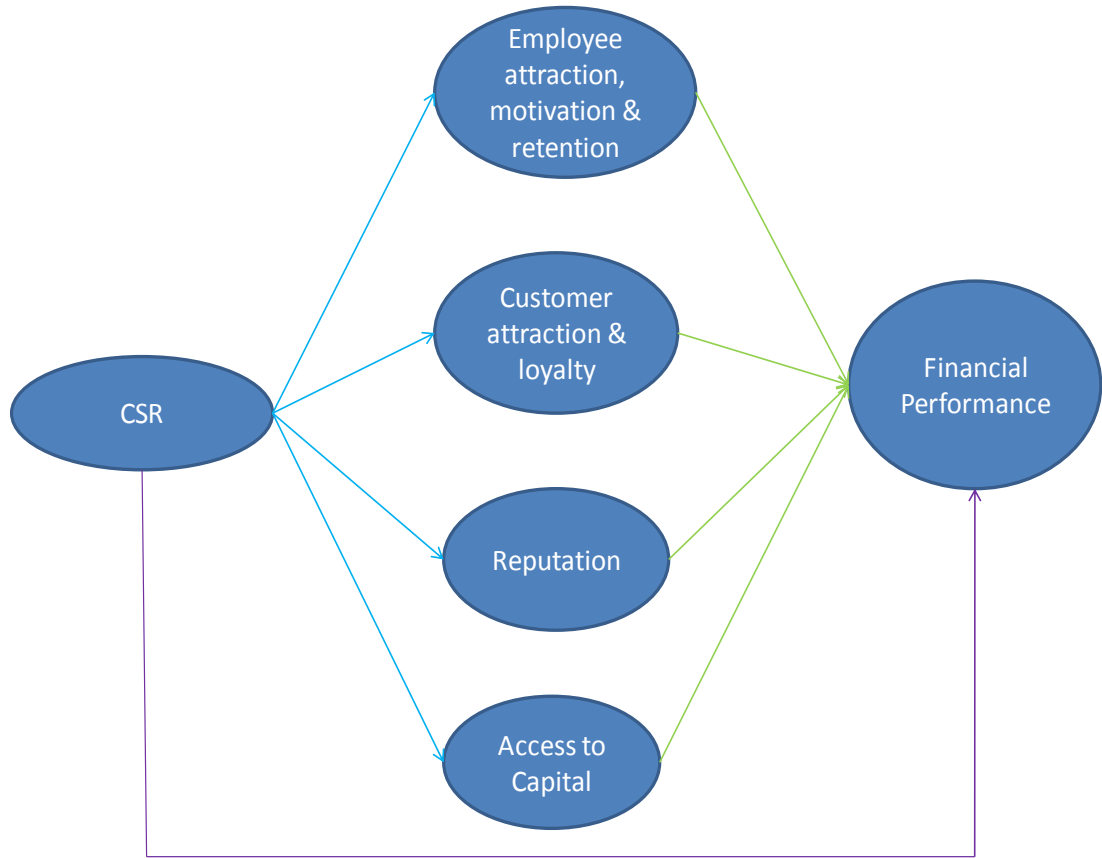 Employee
attraction,
motivation &
retention
Customer
attraction &
loyalty
CSR
Financial
Performance
Reputation
Access to
Capital